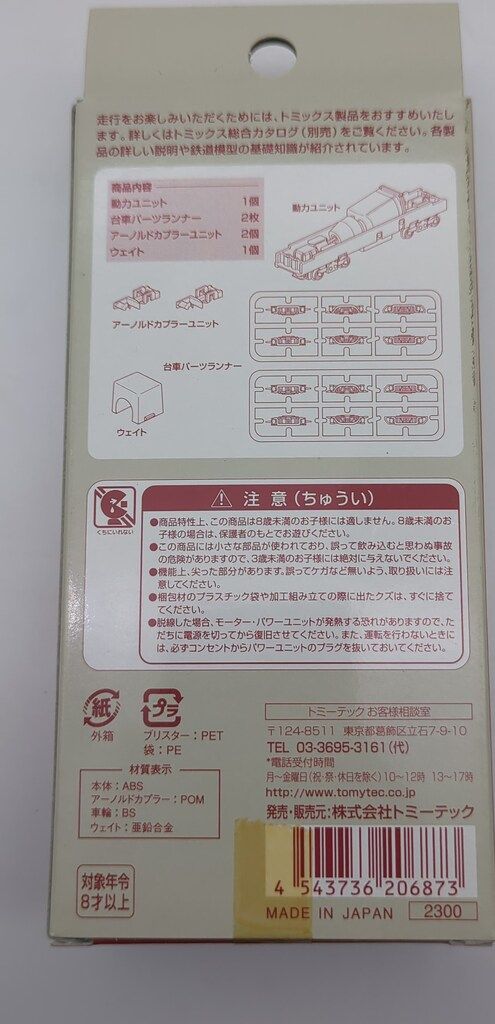 走行をお楽しみいただくためには、トミックス製品をおすすめいたし
ます。詳しくはトミックス総合カタログ(別売)をご覧ください。各製
品の詳しい説明や鉄道模型の基礎知識が紹介されています。
商品内容
動力ユニット 1個
台車パーツランナー 2枚
アーノルドカプラーユニット 2個
ウェイト 1個
動力ユニット
アーノルドカプラーユニット
台車パーツランナー
ウェイト
くちにいれない
注意(ちゅうい)
●商品特性上、この商品は8歳未満のお子様には適しません。8歳未満のお
子様の場合は、保護者のもとでお遊びください。
●この商品には小さな部品が使われており、誤って飲み込むと思わぬ事故
の危険がありますので、3歳未満のお子様には絶対に与えないでください。
●機能上、尖った部分があります。誤ってケガなど無いよう、取り扱いには注
意してください。
●梱包材のプラスチック袋や加工組み立ての際に出たクズは、すぐに捨て
てください。
●脱線した場合、モーター・パワーユニットが発熱する恐れがありますので、た
だちに電源を切ってから復旧させてください。また、運転を行わないときに
は、必ずコンセントからパワーユニットのプラグを抜いておいてください。
紙
外箱
プラ
ブリスター:PET
袋:PE
材質表示
本体:ABS
アーノルドカプラー:POM
車輪:BS
ウェイト:亜鉛合金
対象年令
8才以上
トミーテック お客様相談室
〒124-8511 東京都葛飾区立石7-9-10
TEL 03-3695-3161(代)
*電話受付時間
月~金曜日(祝・祭・休日を除く)10~12時 13~17時
http://www.tomytec.co.jp
発売・販売元:株式会社トミーテック
4 543736 206873
MADE IN JAPAN 2300